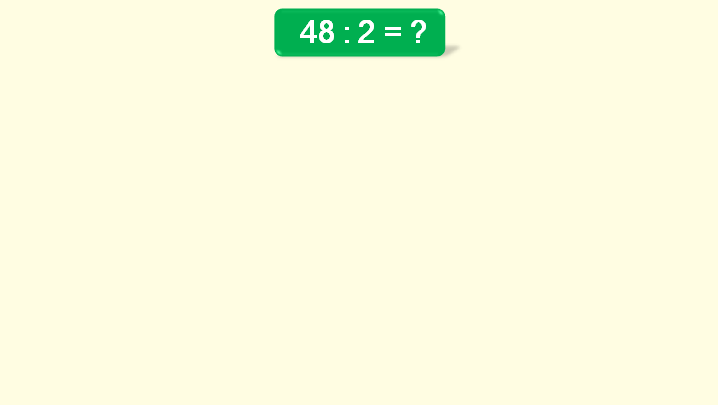 48 : 2 = ?